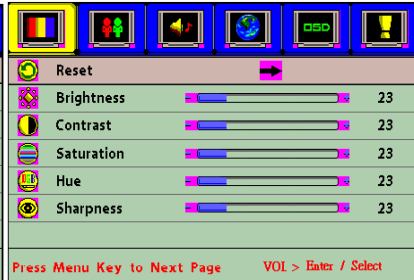 OSD
Reset
Brightness 23
Contrast 23
Saturation 23
Hue 23
Sharpness 23
Press Menu Key to Next Page VOL > Enter / Select